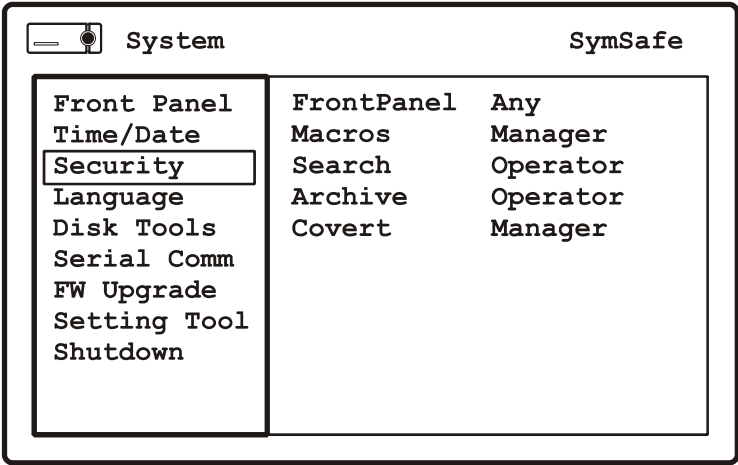 System SymSafe
Front Panel
Time/Date
Security
Language
Disk Tools
Serial Comm
FW Upgrade
Setting Tool
Shutdown
FrontPanel Any
Macros Manager
Search Operator
Archive Operator
Covert Manager